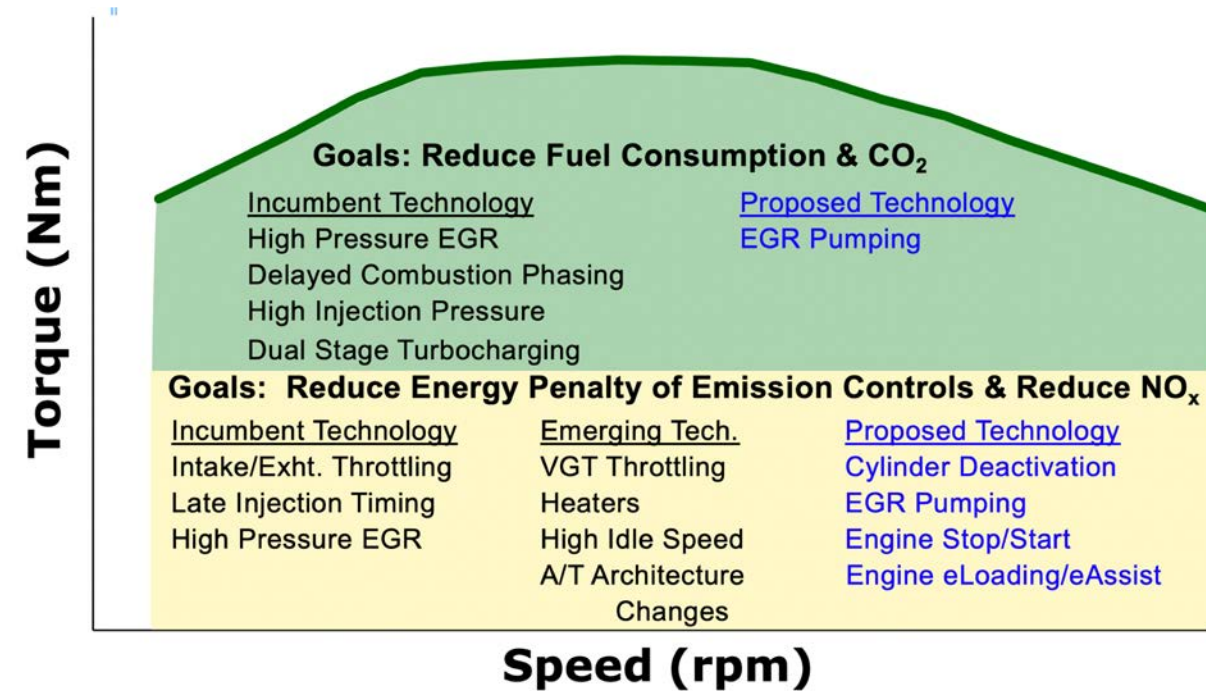 Torque (Nm)
Goals: Reduce Fuel Consumption & CO₂
Incumbent Technology
High Pressure EGR
Delayed Combustion Phasing
High Injection Pressure
Dual Stage Turbocharging
Proposed Technology
EGR Pumping
Goals: Reduce Energy Penalty of Emission Controls & Reduce NOₓ
Incumbent Technology
Intake/Exht. Throttling
Late Injection Timing
High Pressure EGR
Emerging Tech.
VGT Throttling
Heaters
High Idle Speed
A/T Architecture
Changes
Proposed Technology
Cylinder Deactivation
EGR Pumping
Engine Stop/Start
Engine eLoading/eAssist
Speed (rpm)